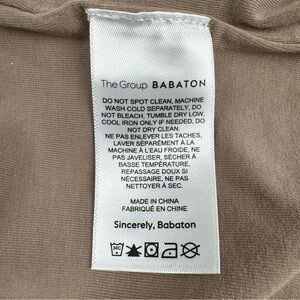 The Group BABATON
DO NOT SPOT CLEAN, MACHINE
WASH COLD SEPARATELY, DO
NOT BLEACH, TUMBLE DRY LOW,
COOL IRON ONLY IF NEEDED, DO
NOT DRY CLEAN.
NE PAS ENLEVER LES TACHES,
LAVER SÉPARÉMENT À LA
MACHINE À L'EAU FROIDE, NE
PAS JAVELISER, SÉCHER À
BASSE TEMPÉRATURE,
REPASSAGE DOUX SI
NÉCESSAIRE, NE PAS
NETTOYER À SEC.
MADE IN CHINA
FABRIQUÉ EN CHINE
Sincerely, Babaton